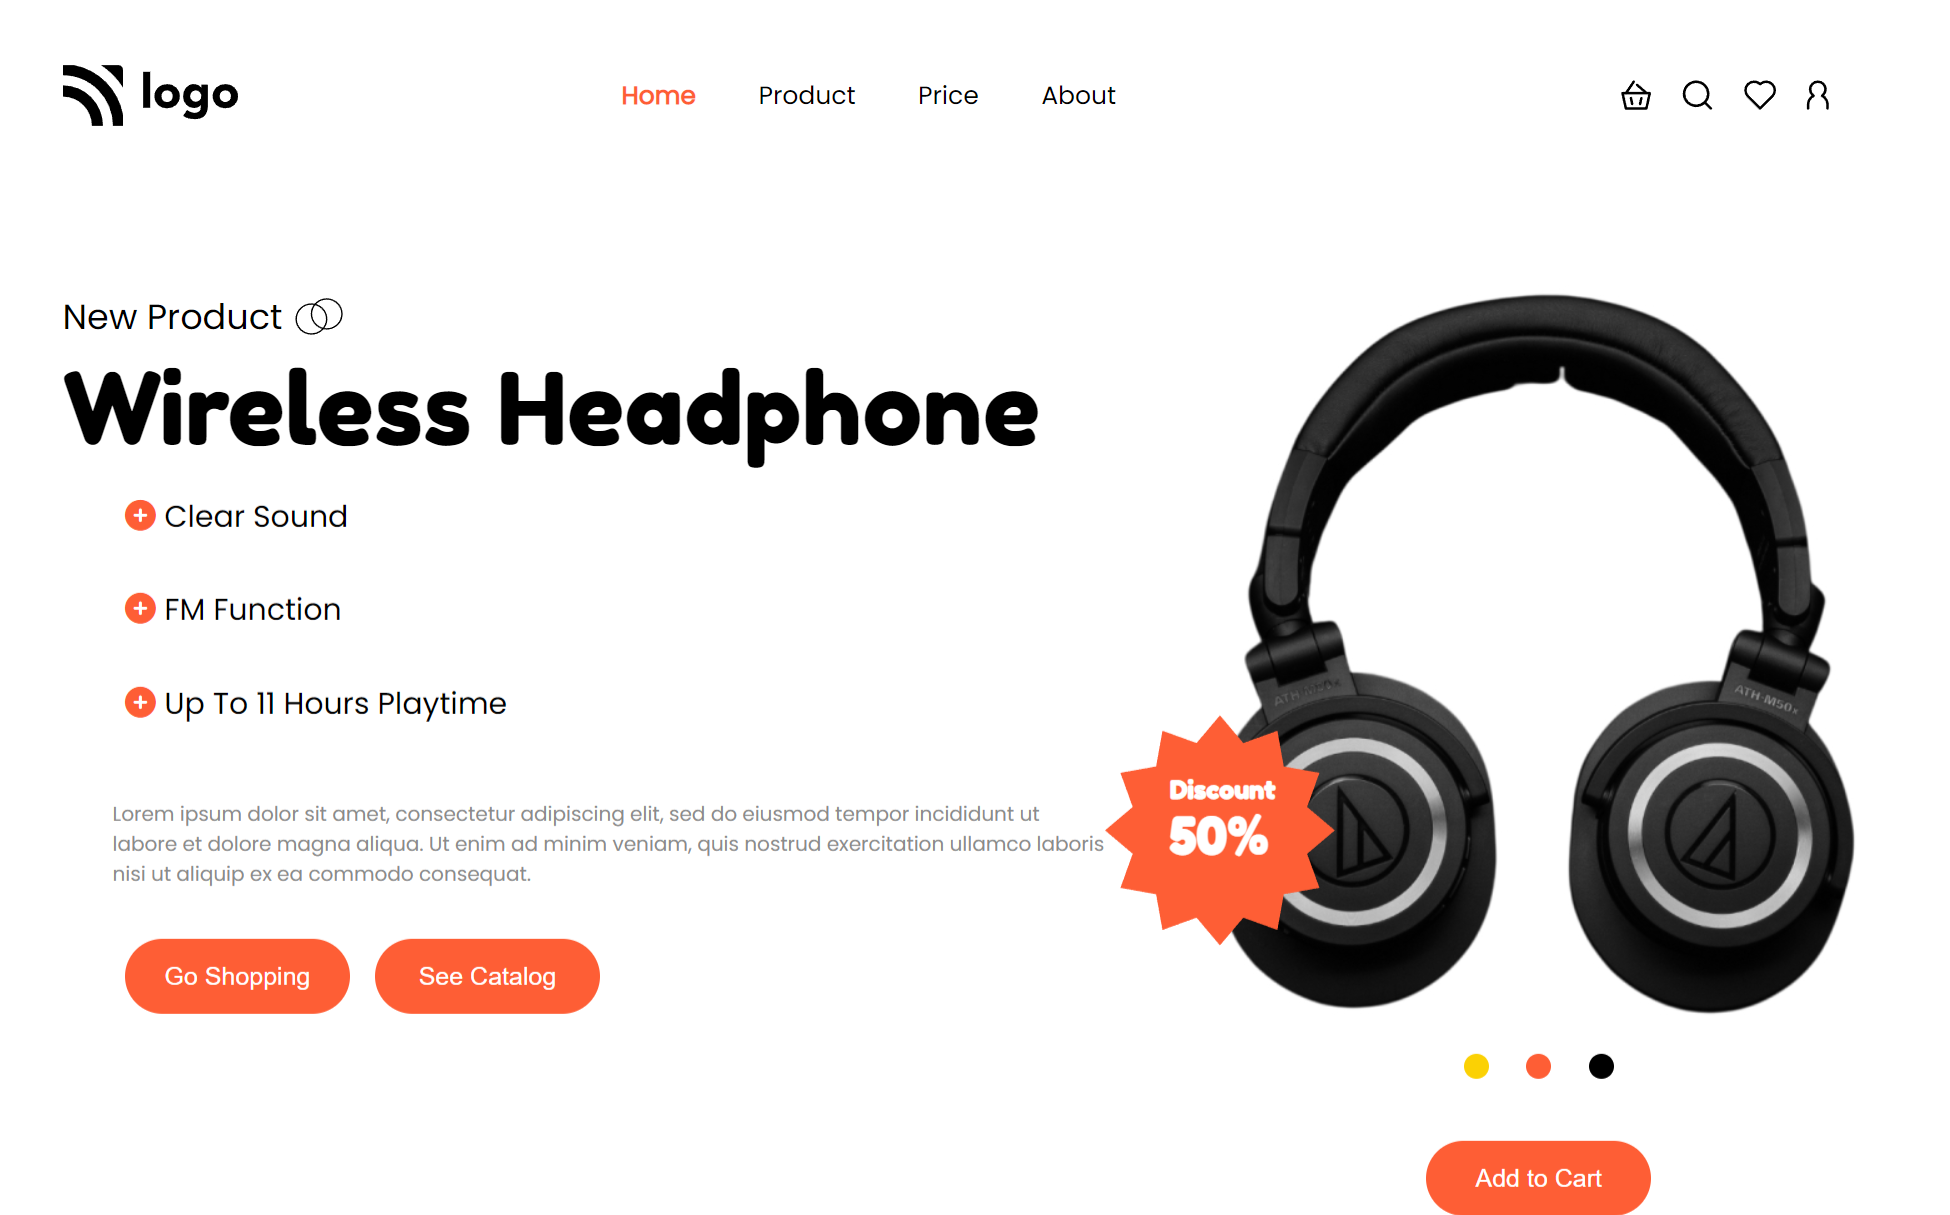 logo
Home Product Price About
New Product
Wireless Headphone
Clear Sound
FM Function
Up To 11 Hours Playtime
Lorem ipsum dolor sit amet, consectetur adipiscing elit, sed do eiusmod tempor incididunt ut
labore et dolore magna aliqua. Ut enim ad minim veniam, quis nostrud exercitation ullamco laboris
nisi ut aliquip ex ea commodo consequat.
Go Shopping
See Catalog
ATH-M50x
ATH-M50x
Discount
50%
Add to Cart